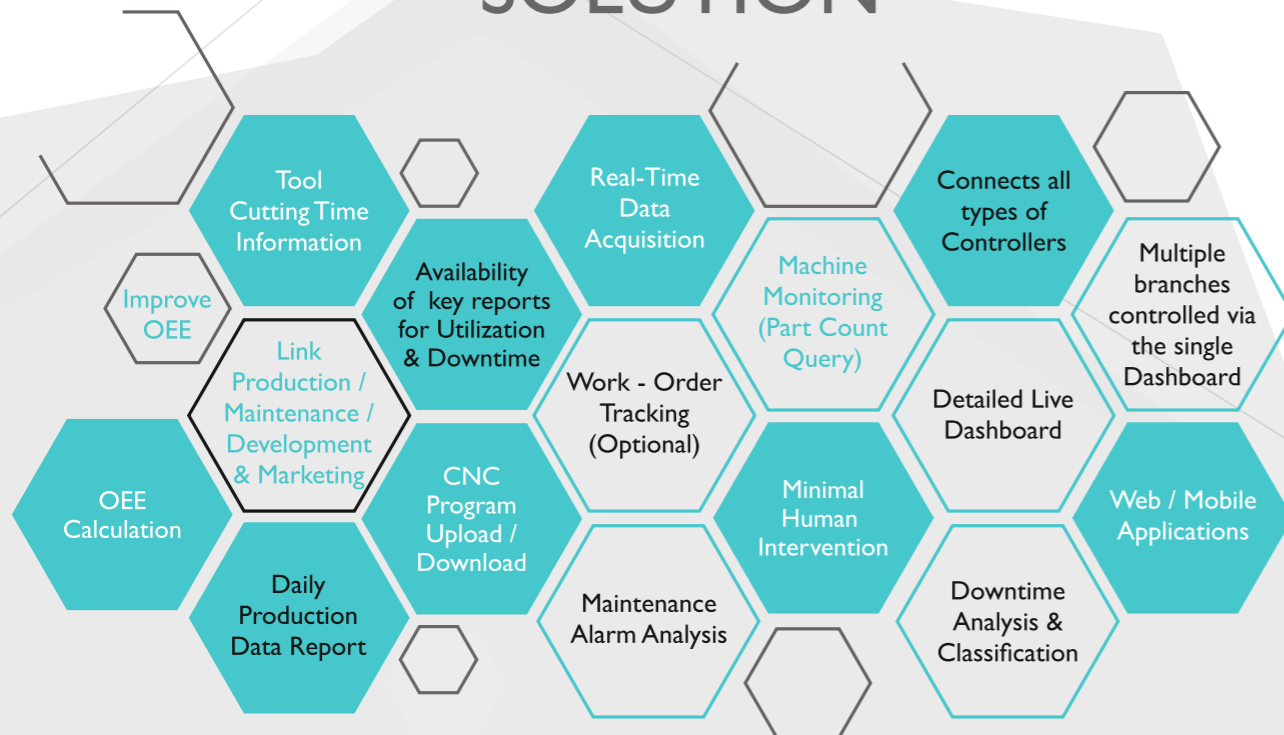 SOLUTION
Tool
Cutting Time
Information
Real-Time
Data
Acquisition
Connects all
types of
Controllers
Improve
OEE
Availability
of key reports
for Utilization
& Downtime
Machine
Monitoring
(Part Count
Query)
Multiple
branches
controlled via
the single
Dashboard
Link
Production /
Maintenance /
Development
& Marketing
Work - Order
Tracking
(Optional)
Detailed Live
Dashboard
OEE
Calculation
CNC
Program
Upload /
Download
Minimal
Human
Intervention
Web / Mobile
Applications
Daily
Production
Data Report
Maintenance
Alarm Analysis
Downtime
Analysis &
Classification